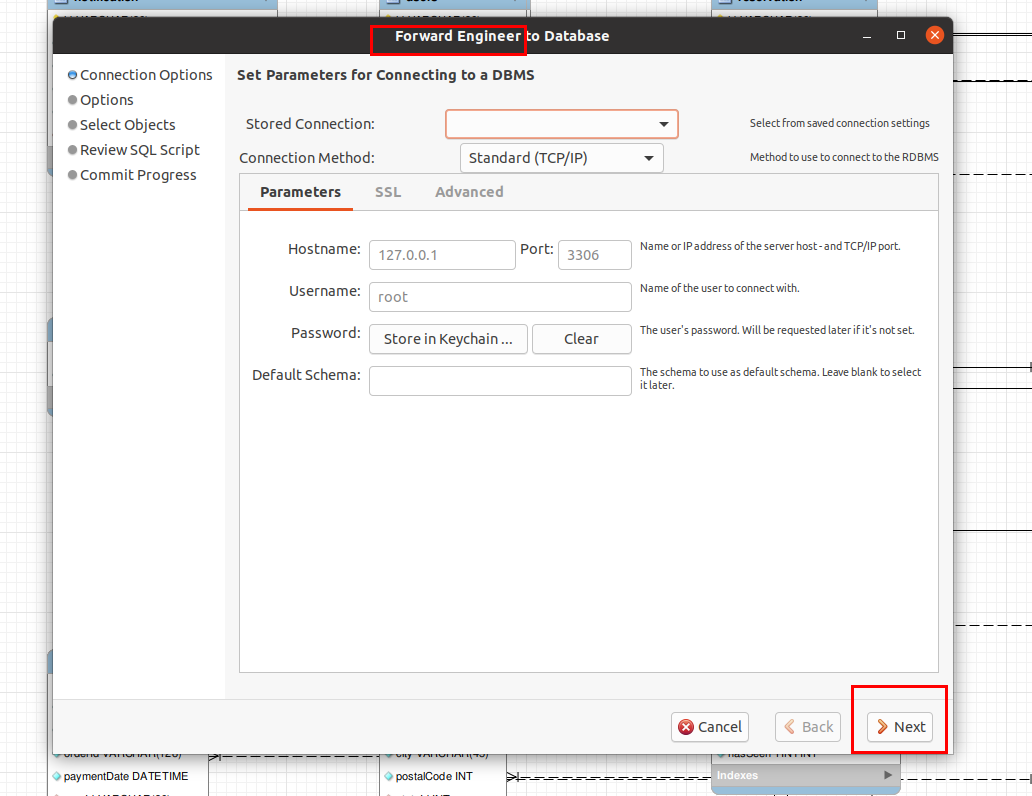 Forward Engineer to Database
Connection Options
Options
Select Objects
Review SQL Script
Commit Progress
Set Parameters for Connecting to a DBMS
Stored Connection:
Select from saved connection settings
Connection Method: Standard (TCP/IP)
Method to use to connect to the RDBMS
Parameters SSL Advanced
Hostname: 127.0.0.1 Port: 3306
Name or IP address of the server host - and TCP/IP port.
Username: root
Name of the user to connect with.
Password: Store in Keychain ... Clear
The user's password. Will be requested later if it's not set.
Default Schema:
The schema to use as default schema. Leave blank to select
it later.
Cancel Back Next
paymentDate DATETIME
postalCode INT
Indexes